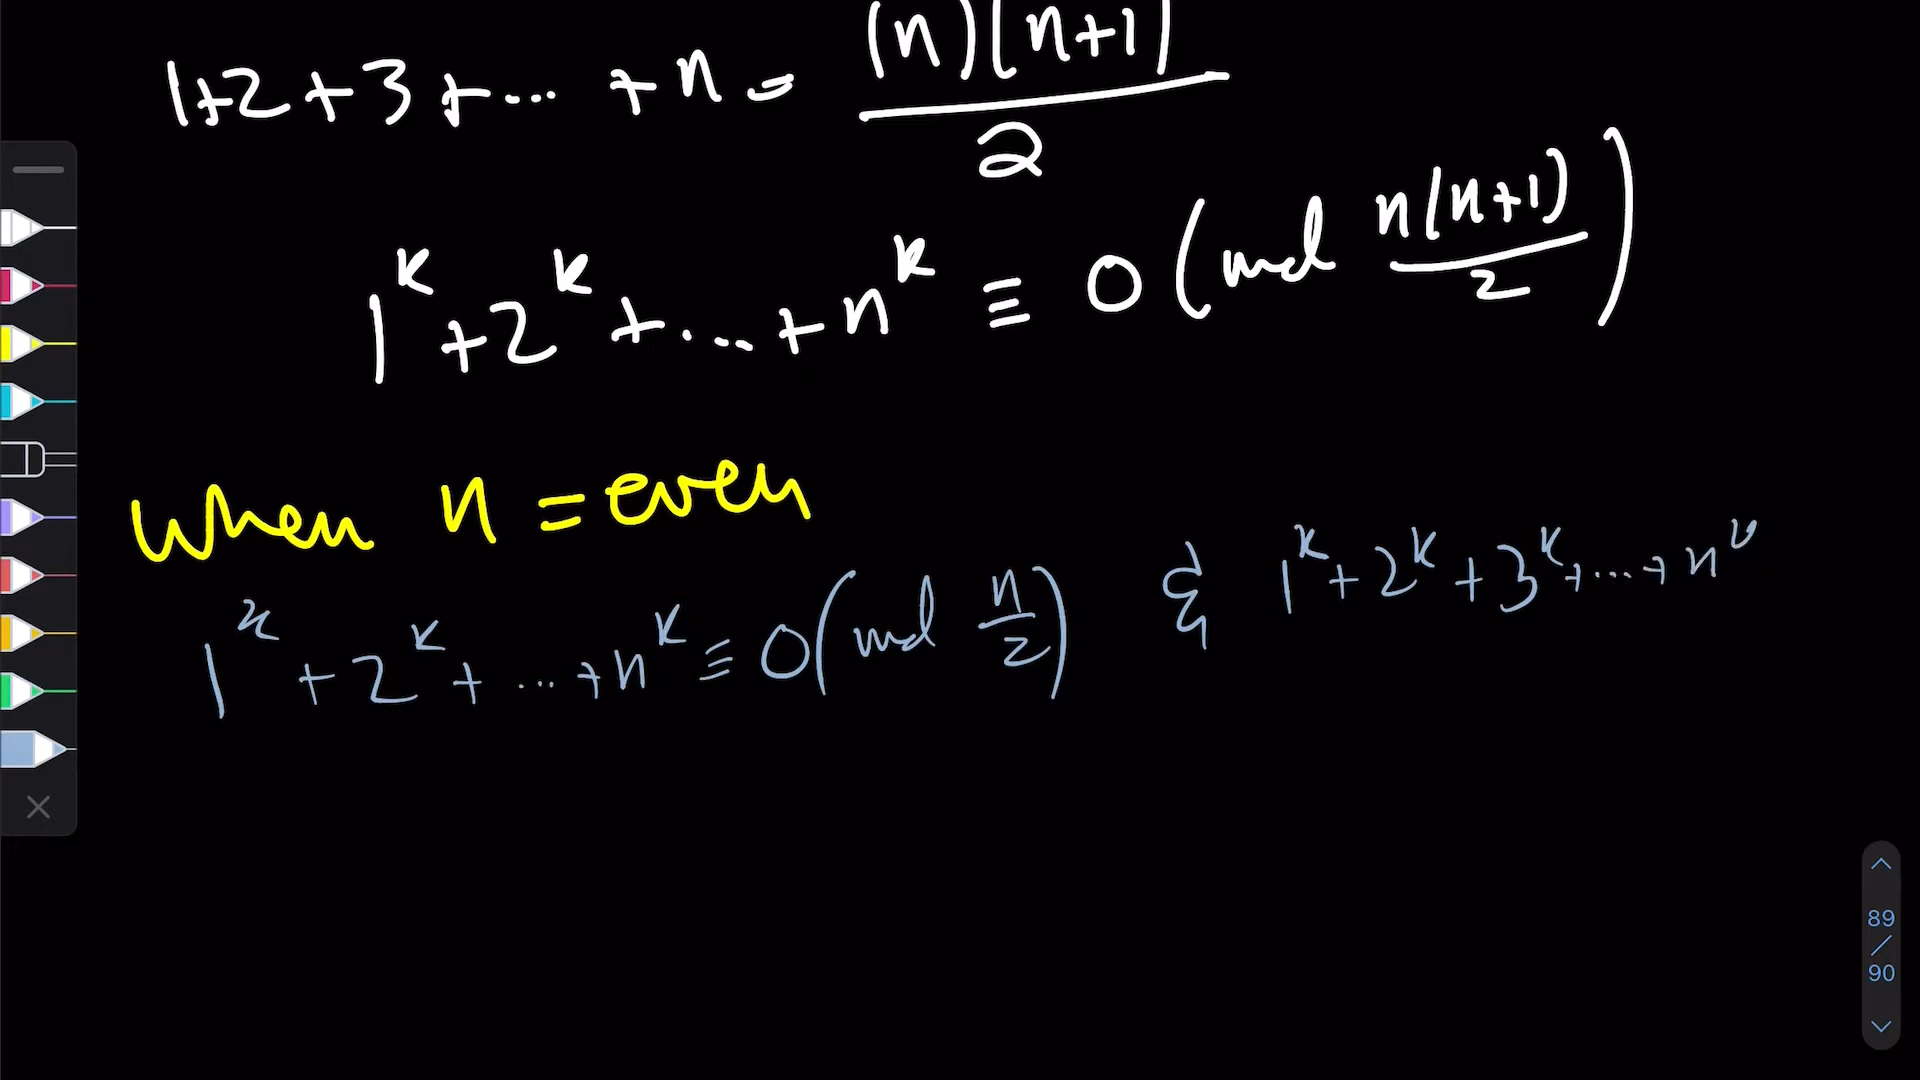 1+2+3+... +n = (n)(n+1)/2
1^k+2^k+...+n^k ≡ 0 (mod n(n+1)/2)
When n = even
1^k+2^k+...+n^k ≡ 0 (mod n/2) & 1^k+2^k+3^k+...+n^k
89
/
90